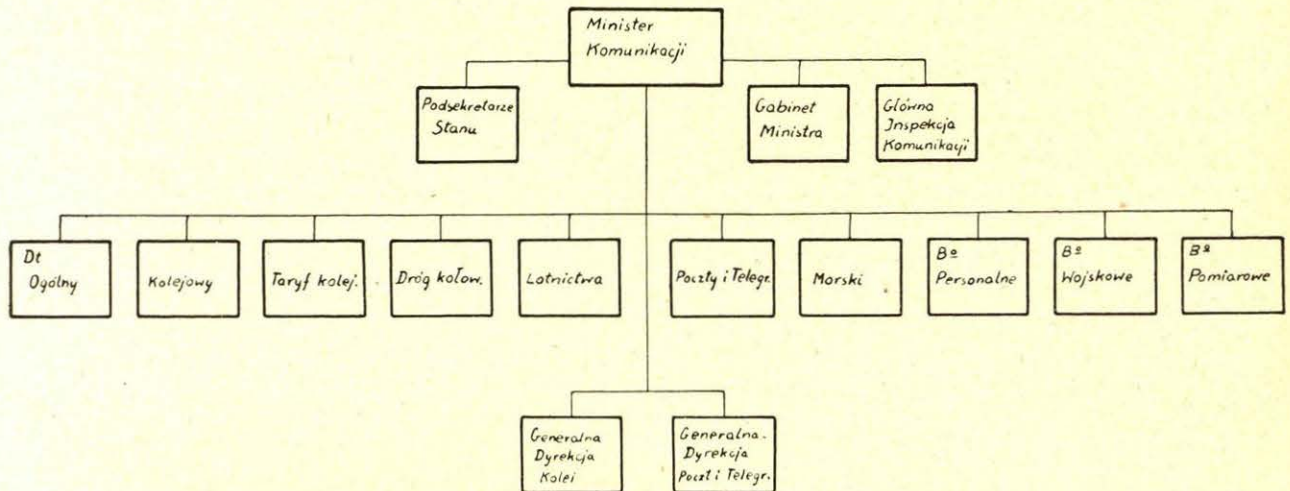 Minister
Komunikacji
Podsekretarze
Stanu
Gabinet
Ministra
Główna
Inspekcja
Komunikacji
Dt
Ogólny
Kolejowy
Taryf kolej.
Dróg kołow.
Lotnictwa
Poczty i Telegr.
Morski
Bº
Personalne
Bº
Wojskowe
Bº
Pomiarowe
Generalna
Dyrekcja
Kolei
Generalna
Dyrekcja
Poczt i Telegr.